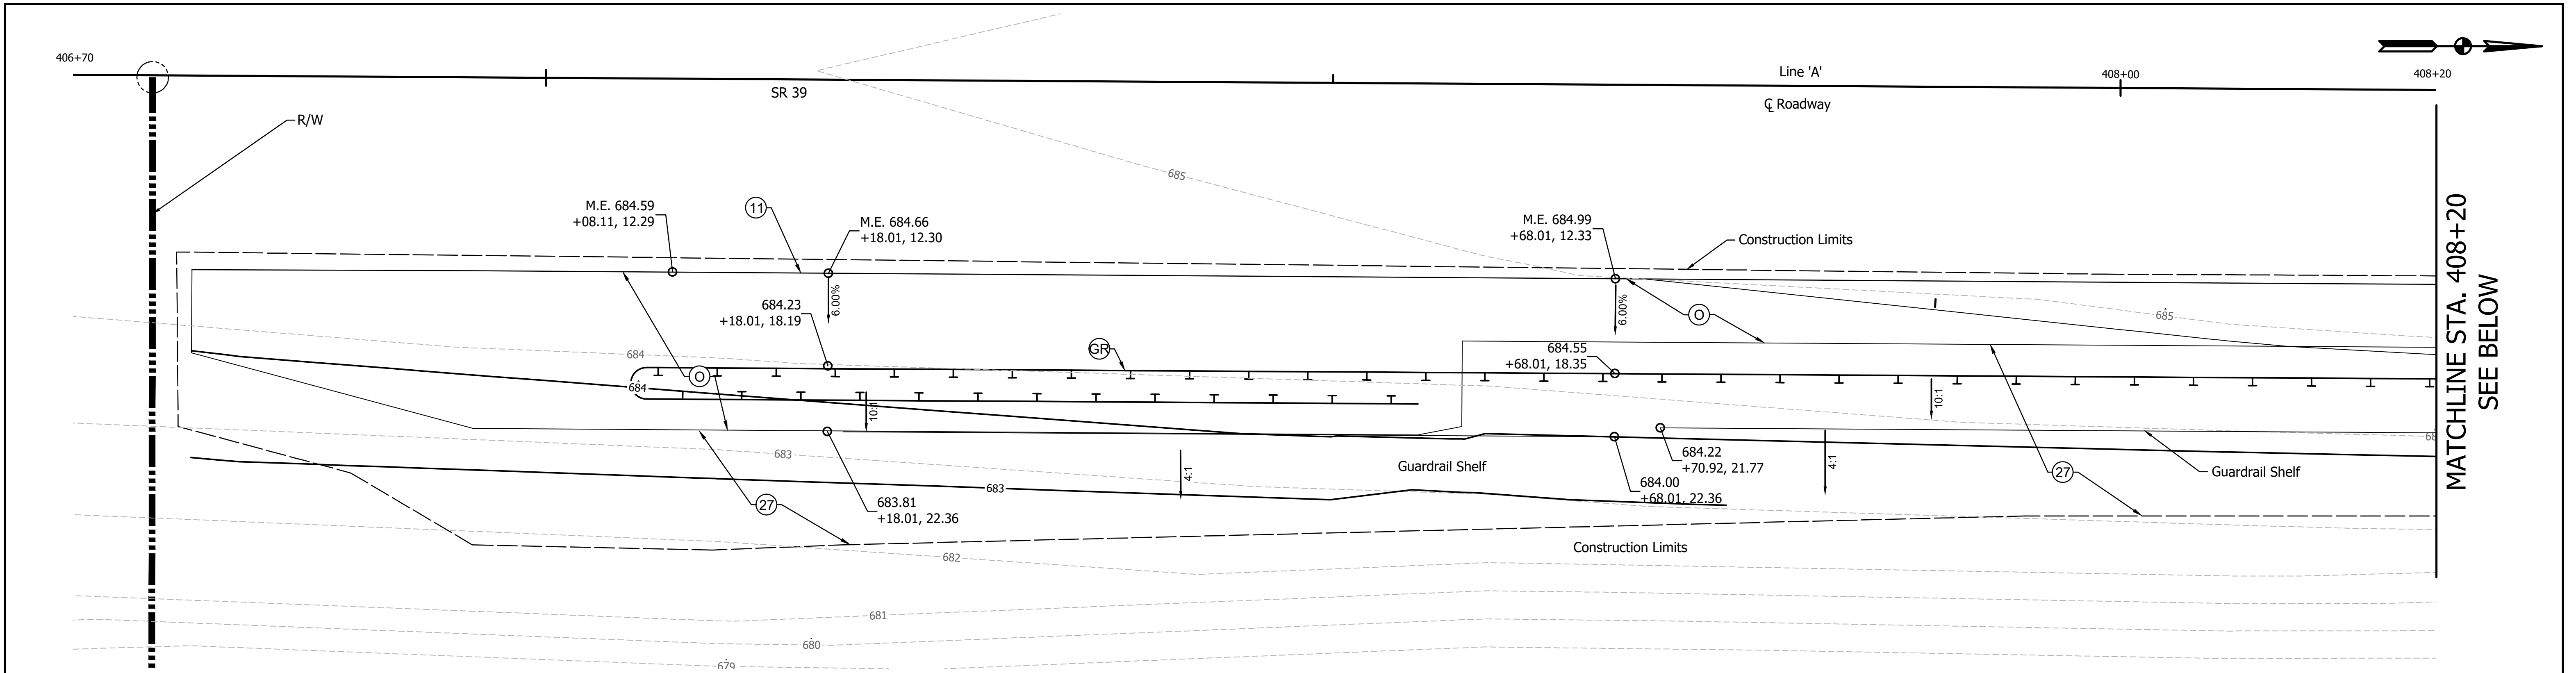 406+70
Line 'A'
408+00
408+20
SR 39
℄ Roadway
R/W
685
M.E. 684.59
+08.11, 12.29
11
M.E. 684.66
+18.01, 12.30
M.E. 684.99
+68.01, 12.33
Construction Limits
6.00%
6.00%
684.23
+18.01, 18.19
O
685
684
GR
684.55
+68.01, 18.35
684
O
10:1
10:1
MATCHLINE STA. 408+20
SEE BELOW
683
4:1
Guardrail Shelf
684.22
+70.92, 21.77
4:1
27
Guardrail Shelf
683
684.00
+68.01, 22.36
27
683.81
+18.01, 22.36
682
Construction Limits
681
680
679